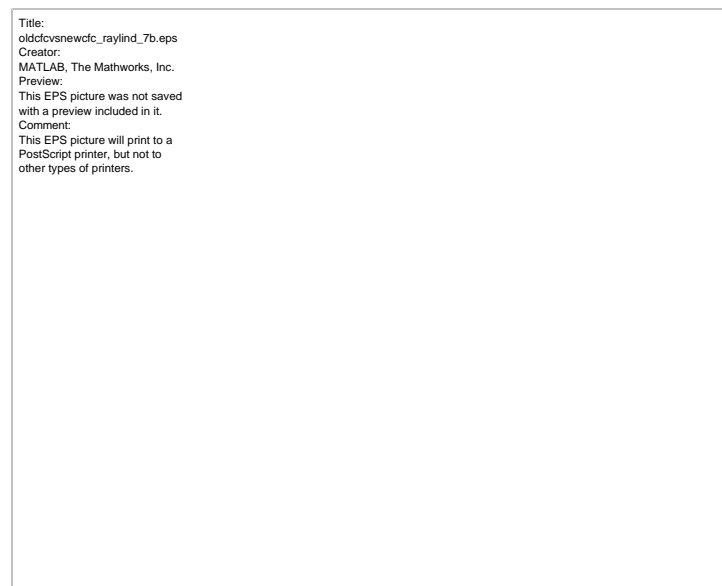 Title:
oldcfcvsnewcfc_raylind_7b.eps
Creator:
MATLAB, The Mathworks, Inc.
Preview:
This EPS picture was not saved
with a preview included in it.
Comment:
This EPS picture will print to a
PostScript printer, but not to
other types of printers.